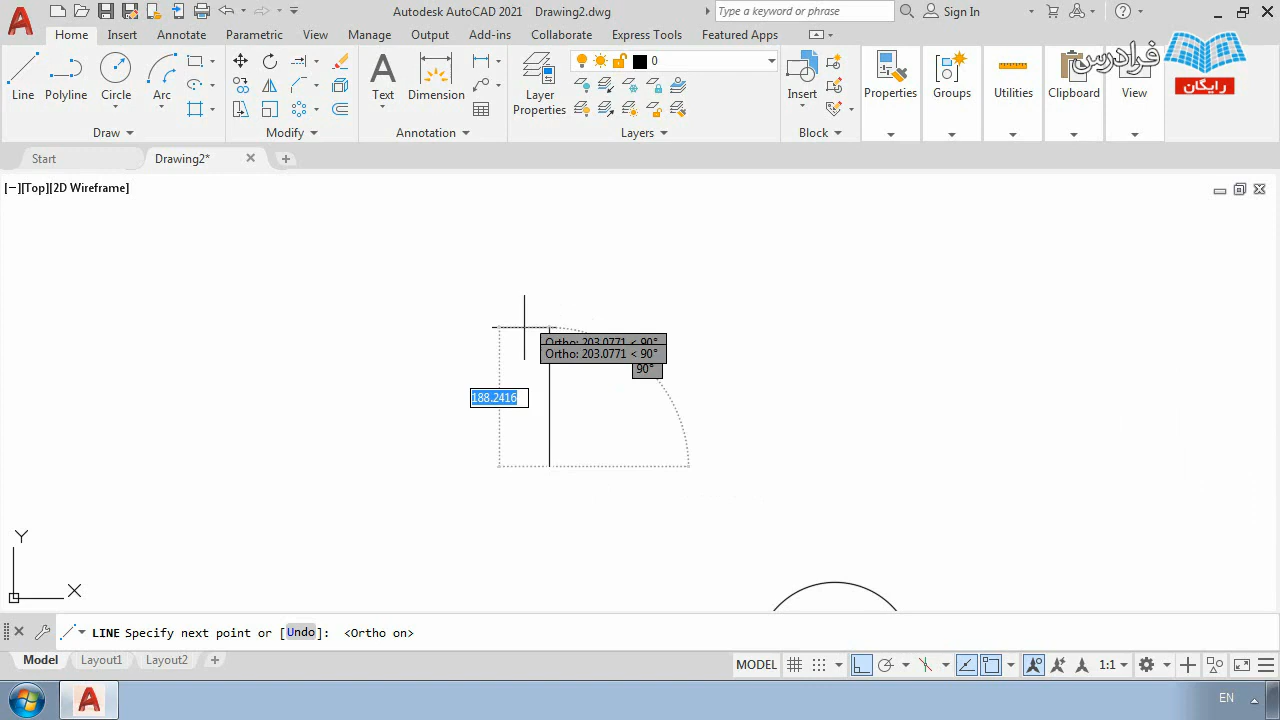 Autodesk AutoCAD 2021 Drawing2.dwg
Type a keyword or phrase
Sign In
Home Insert Annotate Parametric View Manage Output Add-ins Collaborate Express Tools Featured Apps
Line Polyline Circle Arc
Text Dimension
Layer Properties
0
Insert
Properties Groups Utilities Clipboard View
Draw Modify Annotation Layers Block
فرادرس
رایگان
Start Drawing2*
[−][Top][2D Wireframe]
Ortho: 203.0771 < 90°
Ortho: 203.0771 < 90°
90°
188.2416
Y
X
LINE Specify next point or [Undo]: <Ortho on>
Model Layout1 Layout2
MODEL 1:1
EN